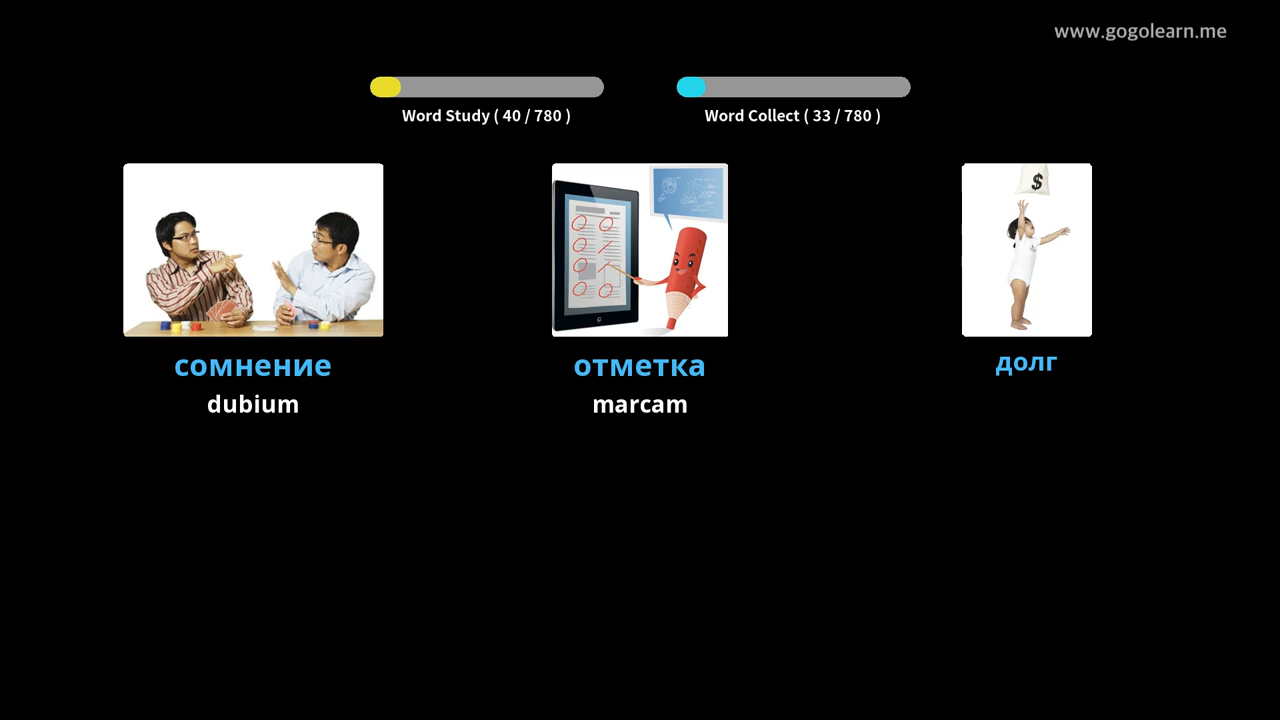 www.gogolearn.me
Word Study ( 40 / 780 )
Word Collect ( 33 / 780 )
$
сомнение
отметка
долг
dubium
marcam